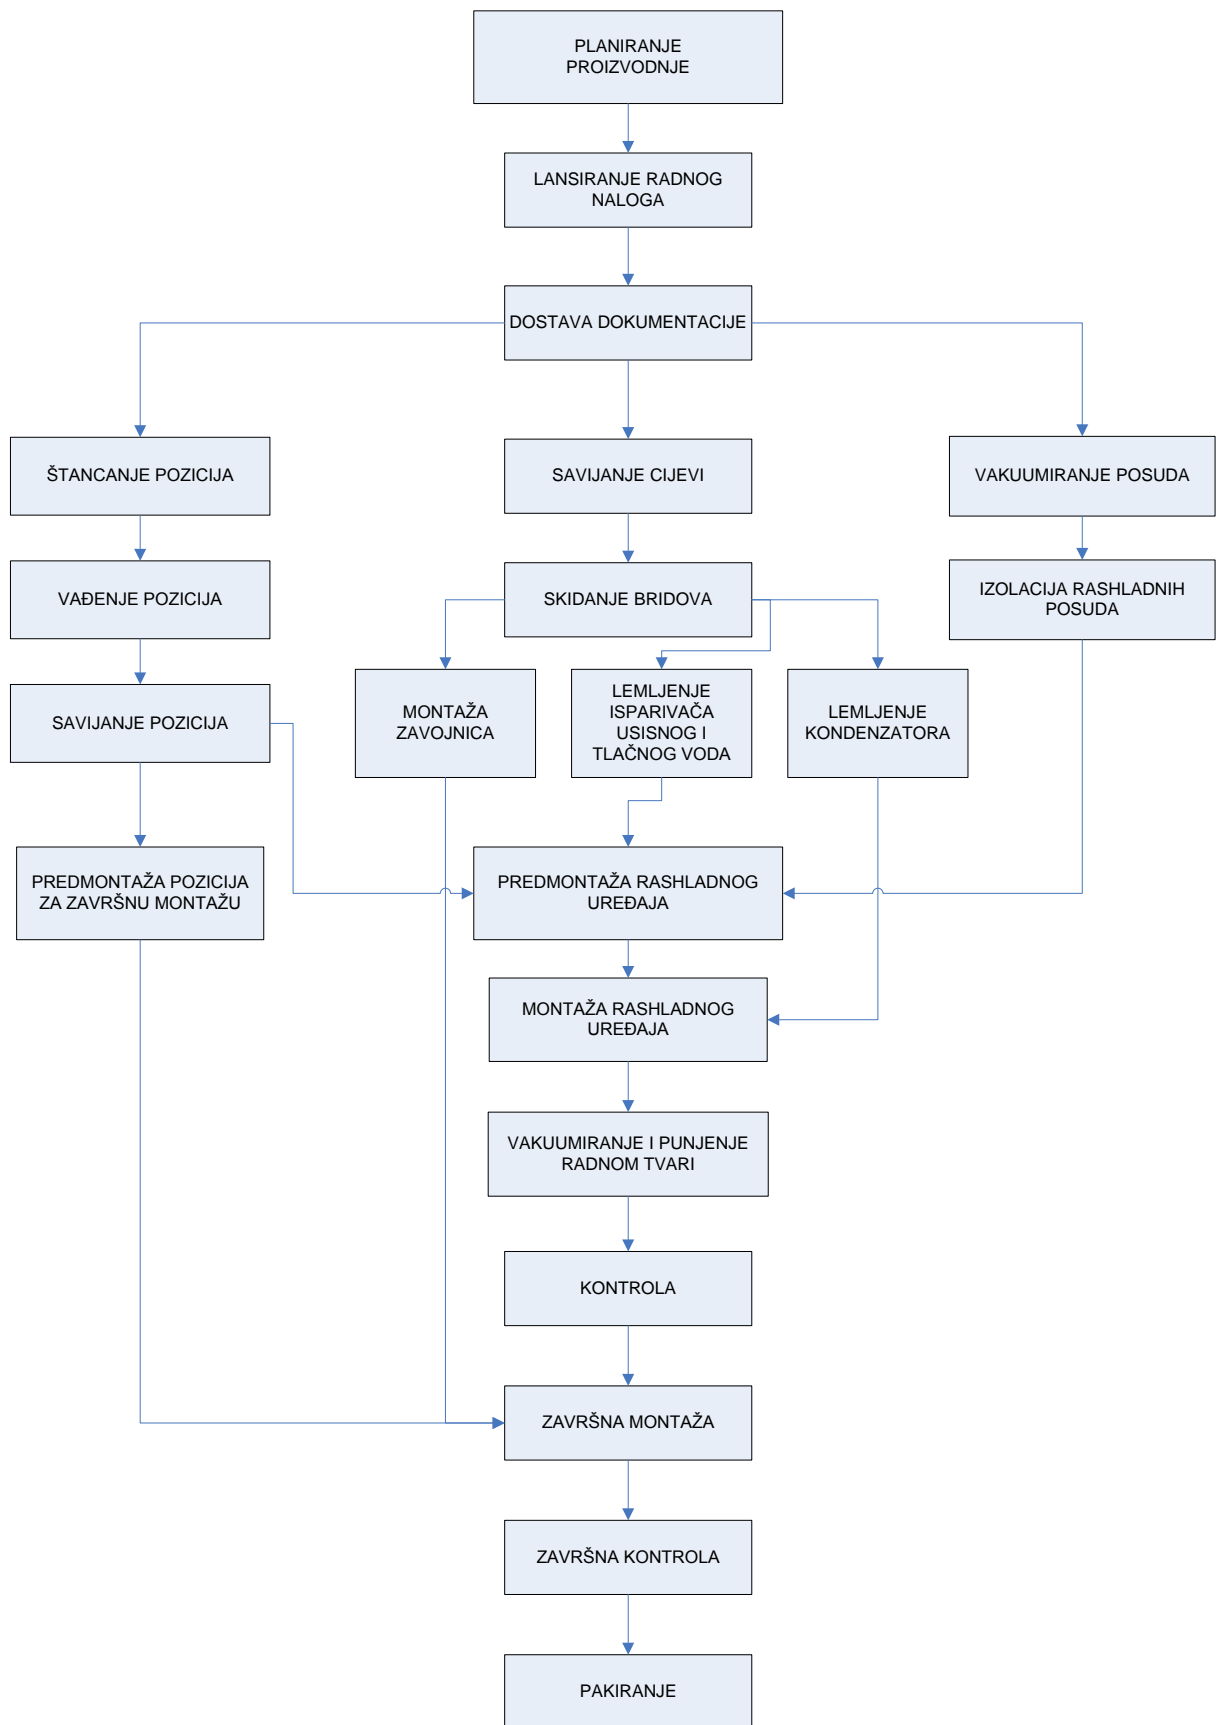 PLANIRANJE
PROIZVODNJE
LANSIRANJE RADNOG
NALOGA
DOSTAVA DOKUMENTACIJE
ŠTANCANJE POZICIJA
SAVIJANJE CIJEVI
VAKUUMIRANJE POSUDA
VAĐENJE POZICIJA
SKIDANJE BRIDOVA
IZOLACIJA RASHLADNIH
POSUDA
SAVIJANJE POZICIJA
MONTAŽA
ZAVOJNICA
LEMLJENJE
ISPARIVAČA
USISNOG I
TLAČNOG VODA
LEMLJENJE
KONDENZATORA
PREDMONTAŽA POZICIJA
ZA ZAVRŠNU MONTAŽU
PREDMONTAŽA RASHLADNOG
UREĐAJA
MONTAŽA RASHLADNOG
UREĐAJA
VAKUUMIRANJE I PUNJENJE
RADNOM TVARI
KONTROLA
ZAVRŠNA MONTAŽA
ZAVRŠNA KONTROLA
PAKIRANJE